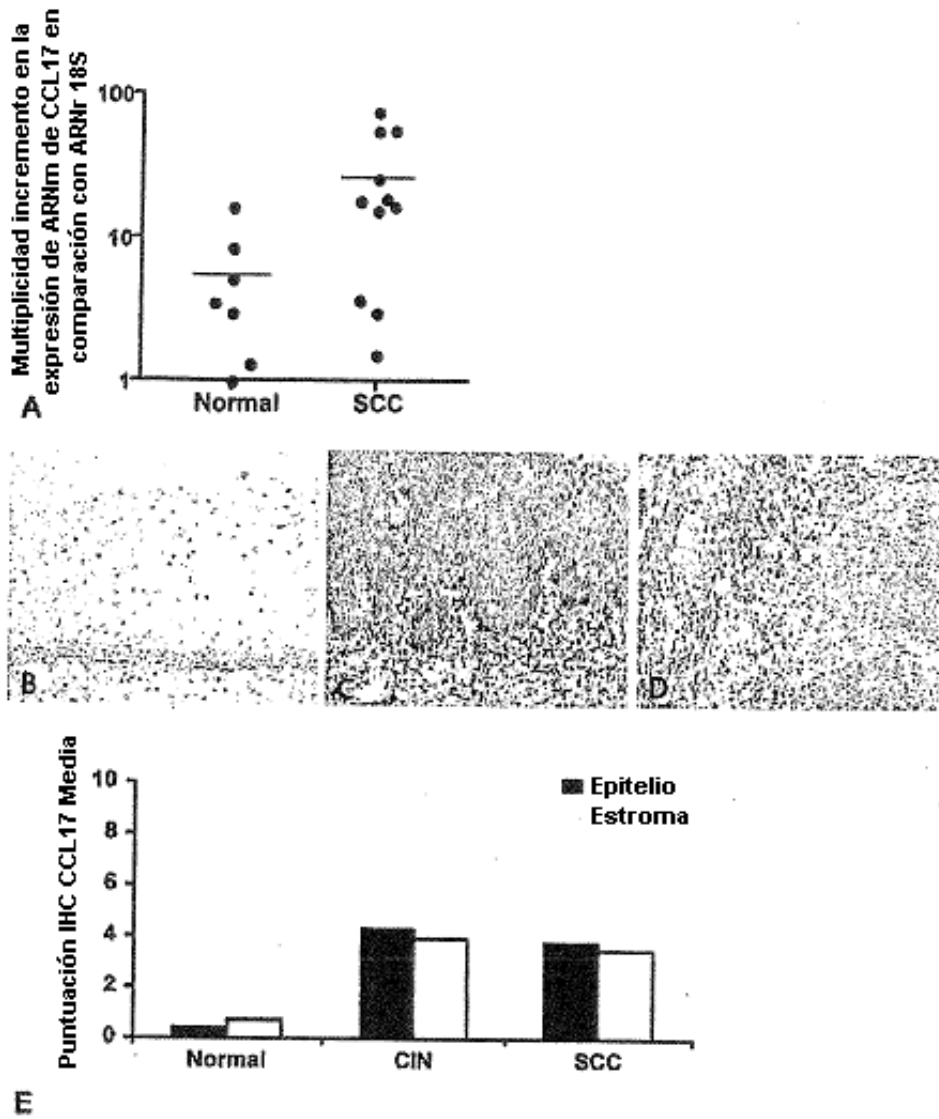 Multiplicidad incremento en la
expresión de ARNm de CCL17 en
comparación con ARNr 18S
100
10
1
Normal
SCC
A
B
C
D
Puntuación IHC CCL17 Media
10
8
6
4
2
0
Epitelio
Estroma
Normal
CIN
SCC
E